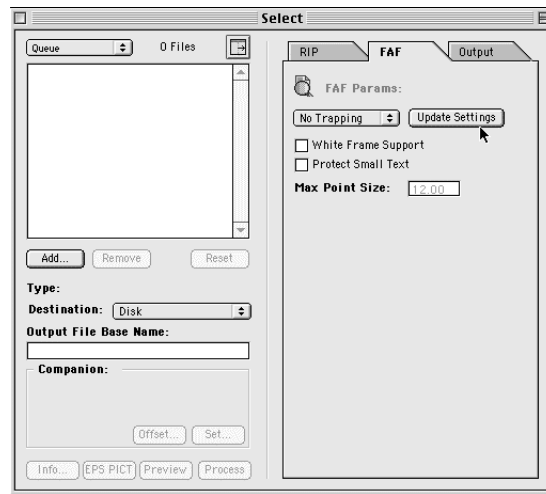 Select
Queue
0 Files
Add...
Remove
Reset
Type:
Destination: Disk
Output File Base Name:
Companion:
Offset...
Set...
Info...
EPS PICT
Preview
Process
RIP
FAF
Output
FAF Params:
No Trapping
Update Settings
White Frame Support
Protect Small Text
Max Point Size: 12.00